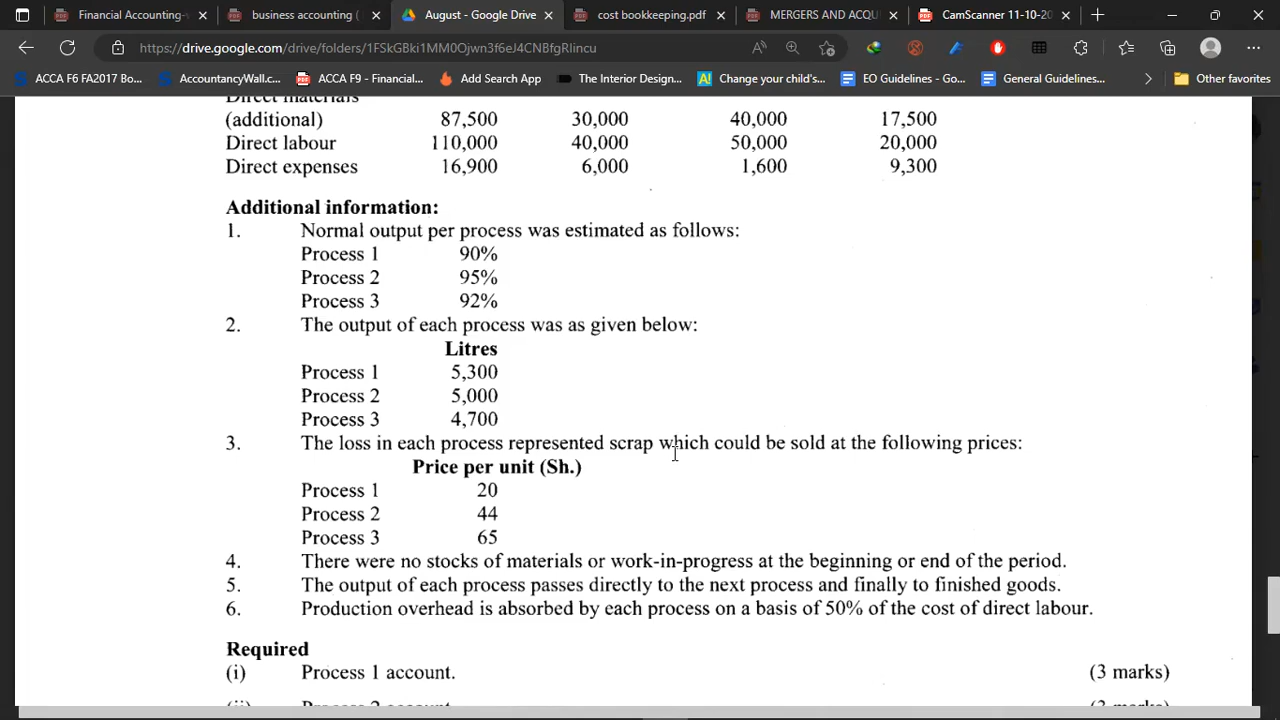 Financial Accounting-
business accounting (
August - Google Drive
cost bookkeeping.pdf
MERGERS AND ACQU
CamScanner 11-10-20
https://drive.google.com/drive/folders/1FSkGBki1MM0Ojwn3f6eJ4CNBfgRIincu
ACCA F6 FA2017 Bo...
AccountancyWall.c...
ACCA F9 - Financial...
Add Search App
The Interior Design...
Change your child's...
EO Guidelines - Go...
General Guidelines...
Other favorites
Direct materials
(additional) 87,500 30,000 40,000 17,500
Direct labour 110,000 40,000 50,000 20,000
Direct expenses 16,900 6,000 1,600 9,300
Additional information:
1. Normal output per process was estimated as follows:
Process 1 90%
Process 2 95%
Process 3 92%
2. The output of each process was as given below:
Litres
Process 1 5,300
Process 2 5,000
Process 3 4,700
3. The loss in each process represented scrap which could be sold at the following prices:
Price per unit (Sh.)
Process 1 20
Process 2 44
Process 3 65
4. There were no stocks of materials or work-in-progress at the beginning or end of the period.
5. The output of each process passes directly to the next process and finally to finished goods.
6. Production overhead is absorbed by each process on a basis of 50% of the cost of direct labour.
Required
(i) Process 1 account. (3 marks)